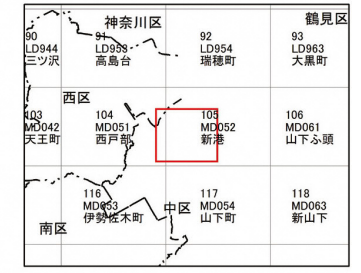 神奈川区
鶴見区
90
LD944
三ツ沢
91
LD953
高島台
92
LD954
瑞穂町
93
LD963
大黒町
西区
103
MD042
天王町
104
MD051
西戸部
105
MD052
新港
106
MD061
山下ふ頭
116
MD053
伊勢佐木町
中区
117
MD054
山下町
118
MD063
新山下
南区